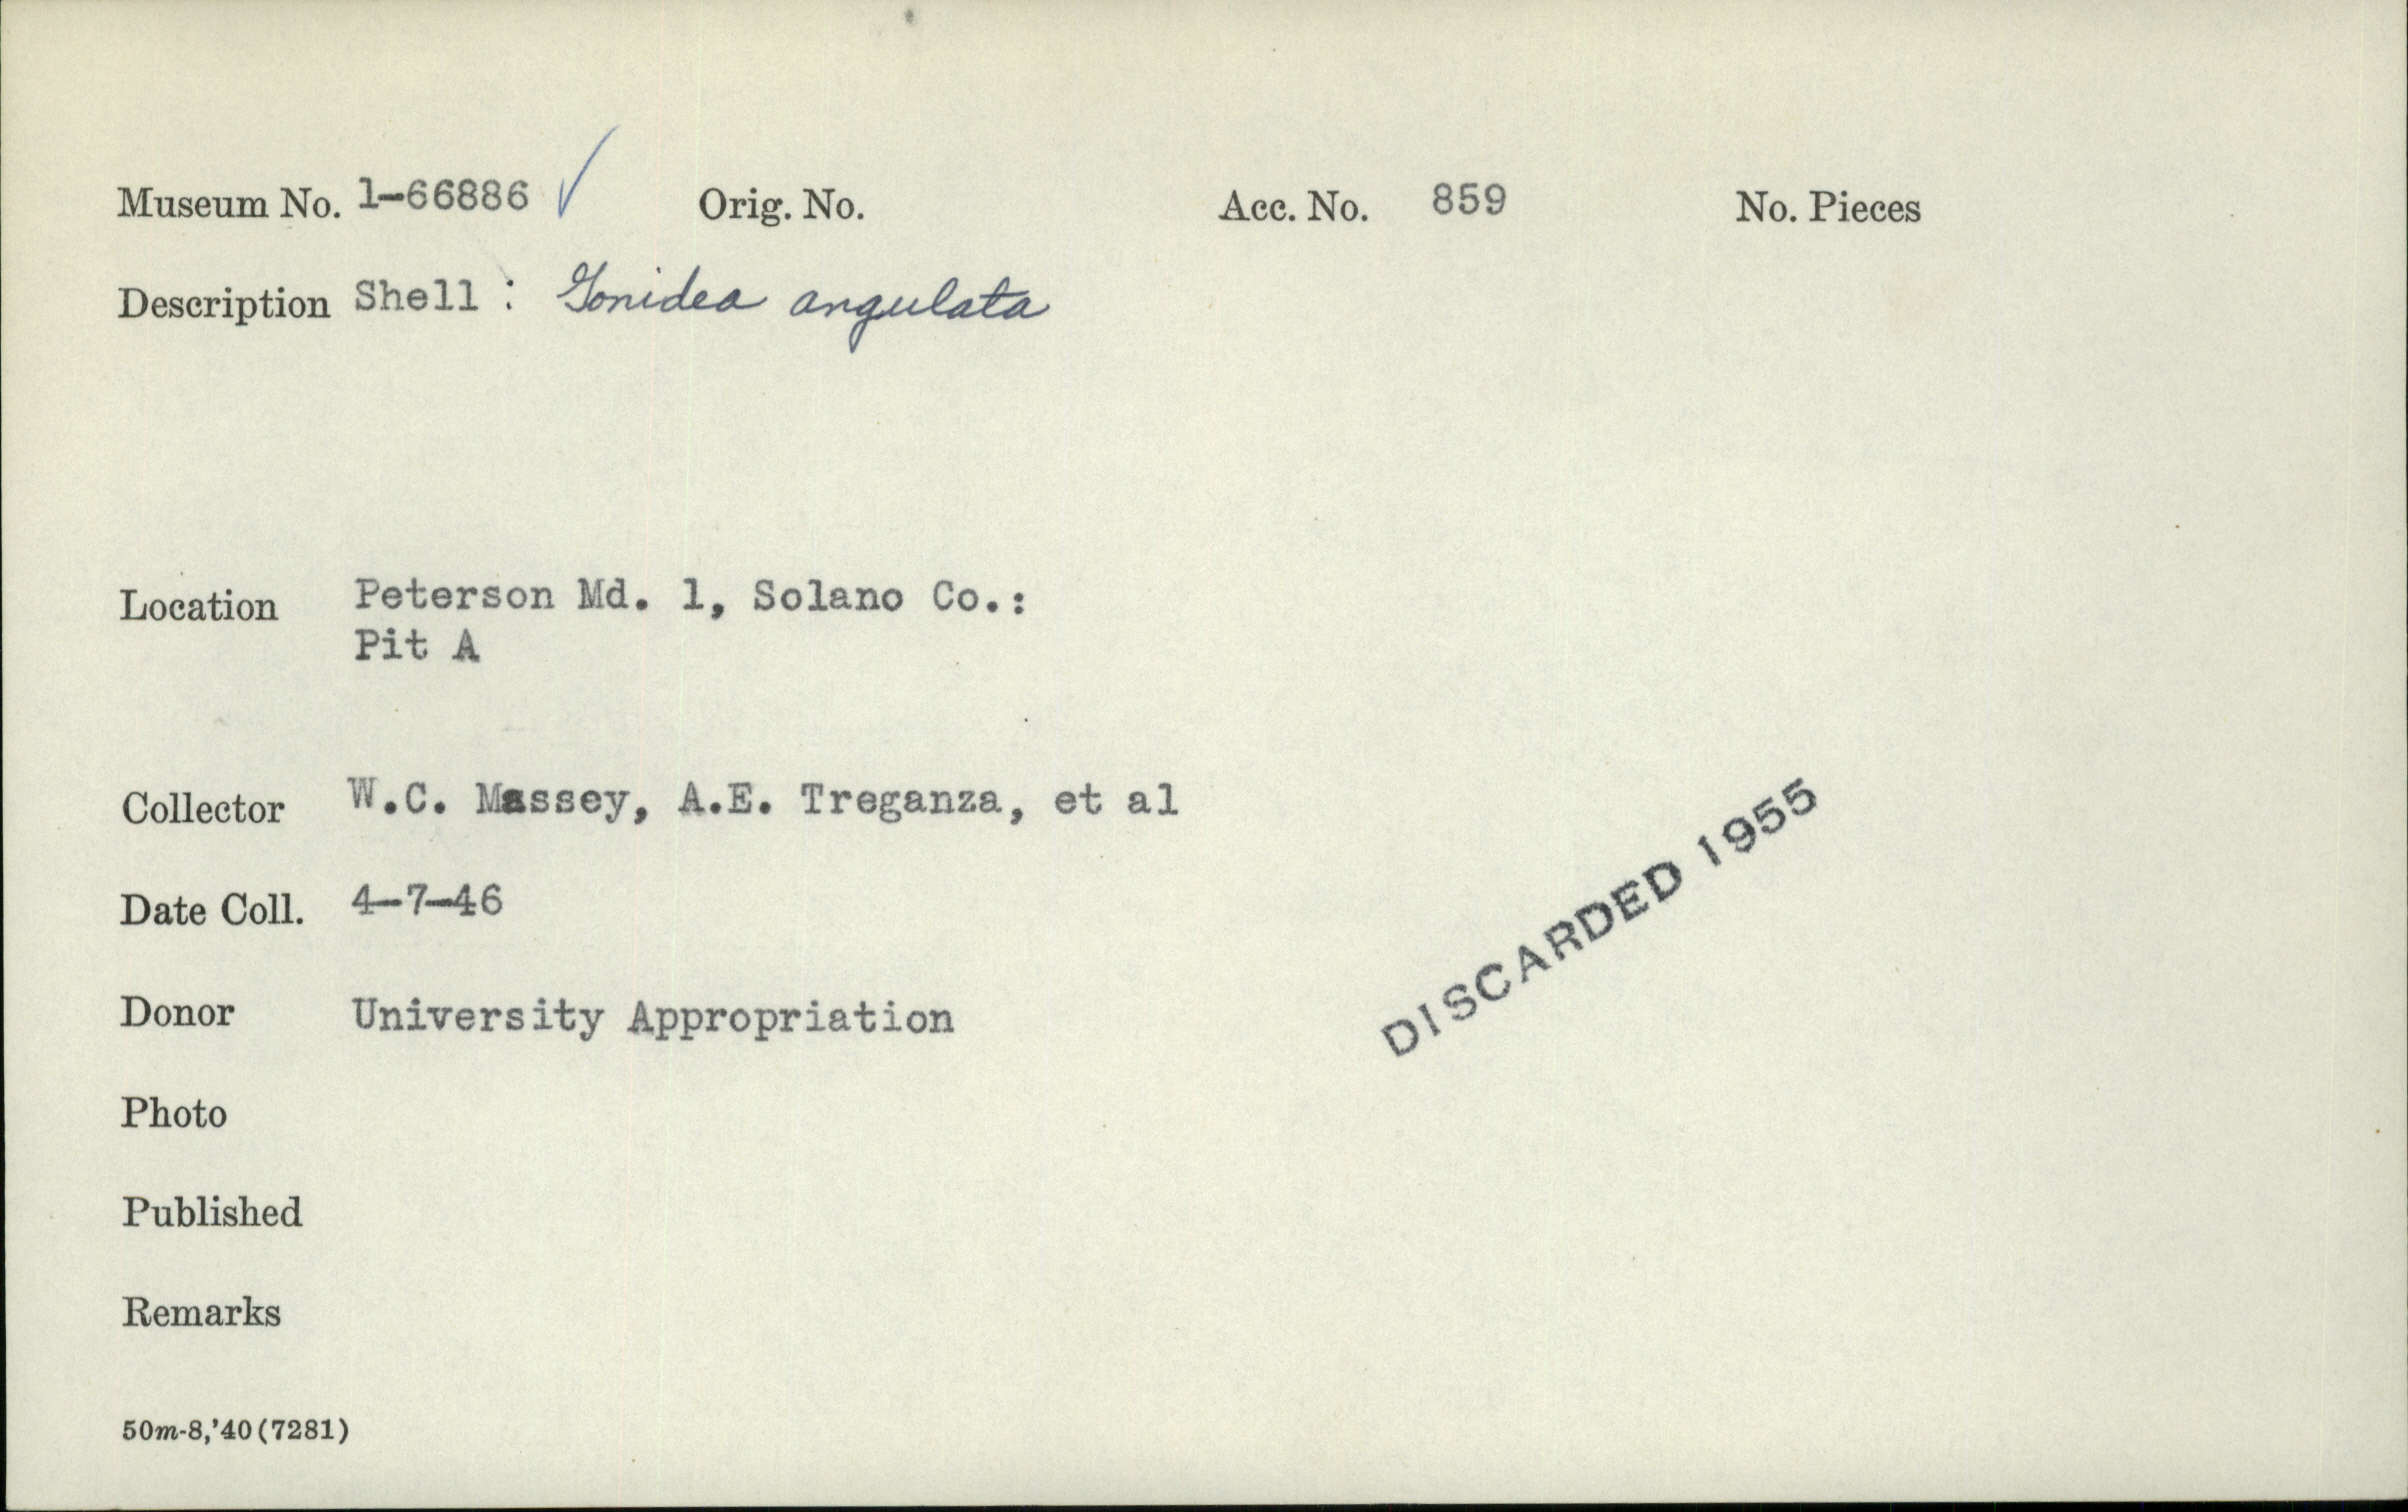 Museum No. 1-66886 ✓ Orig. No. Acc. No. 859 No. Pieces
Description Shell : Gonidea angulata
Location Peterson Md. 1, Solano Co.:
Pit A
Collector W.C. Massey, A.E. Treganza, et al
DISCARDED 1955
Date Coll. 4-7-46
Donor University Appropriation
Photo
Published
Remarks
50m-8,'40(7281)